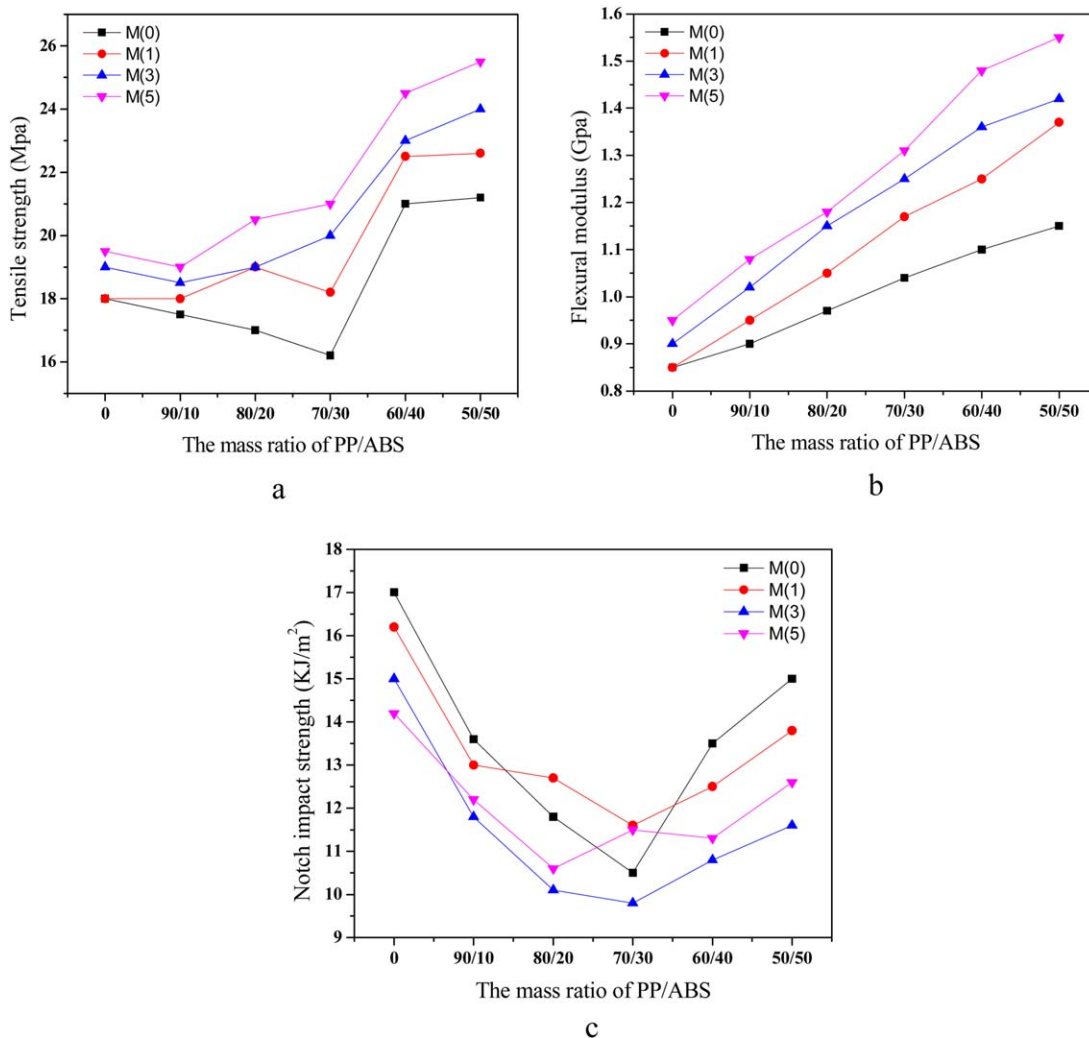 M(0)
M(1)
M(3)
M(5)
26
24
22
20
18
16
Tensile strength (Mpa)
0 90/10 80/20 70/30 60/40 50/50
The mass ratio of PP/ABS
a
M(0)
M(1)
M(3)
M(5)
1.6
1.5
1.4
1.3
1.2
1.1
1.0
0.9
0.8
Flexural modulus (Gpa)
0 90/10 80/20 70/30 60/40 50/50
The mass ratio of PP/ABS
b
M(0)
M(1)
M(3)
M(5)
18
17
16
15
14
13
12
11
10
9
Notch impact strength (KJ/m²)
0 90/10 80/20 70/30 60/40 50/50
The mass ratio of PP/ABS
c